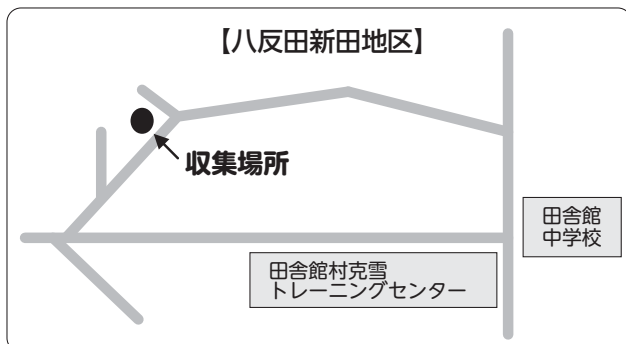 【八反田新田地区】
収集場所
田舎館
中学校
田舎館村克雪
トレーニングセンター